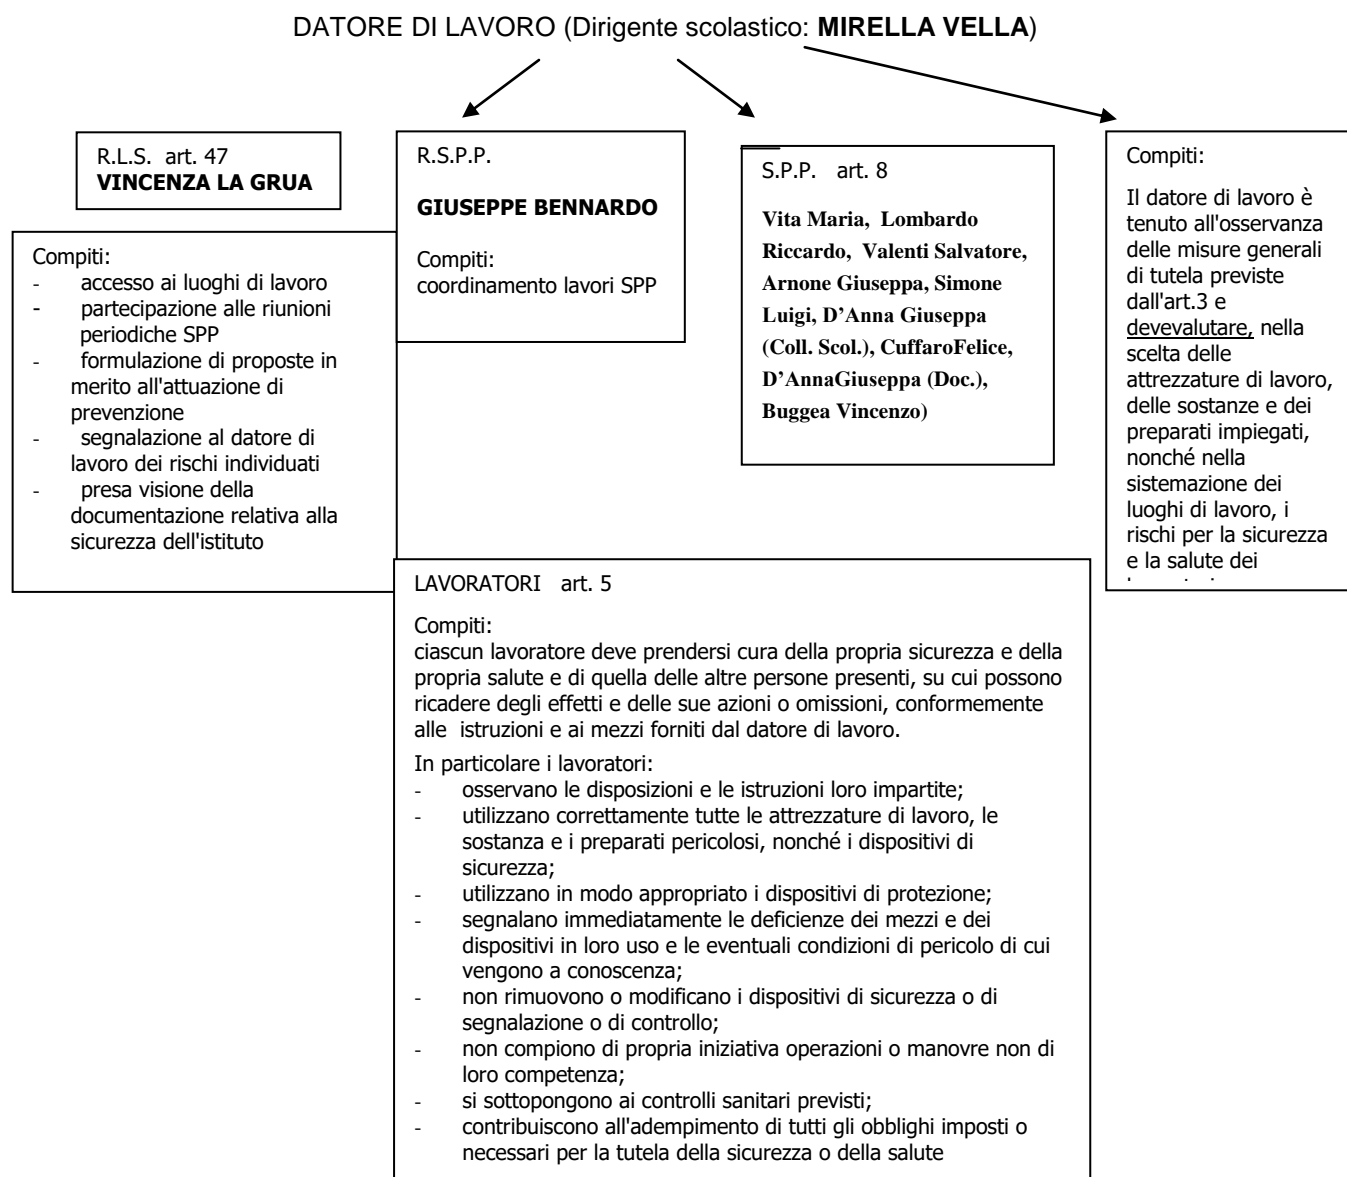 DATORE DI LAVORO (Dirigente scolastico: MIRELLA VELLA)
R.L.S. art. 47
VINCENZA LA GRUA
Compiti:
- accesso ai luoghi di lavoro
- partecipazione alle riunioni
periodiche SPP
- formulazione di proposte in
merito all'attuazione di
prevenzione
- segnalazione al datore di
lavoro dei rischi individuati
- presa visione della
documentazione relativa alla
sicurezza dell'istituto
R.S.P.P.
GIUSEPPE BENNARDO
Compiti:
coordinamento lavori SPP
S.P.P. art. 8
Vita Maria, Lombardo
Riccardo, Valenti Salvatore,
Arnone Giuseppa, Simone
Luigi, D'Anna Giuseppa
(Coll. Scol.), CuffaroFelice,
D'AnnaGiuseppa (Doc.),
Buggea Vincenzo)
Compiti:
Il datore di lavoro è
tenuto all'osservanza
delle misure generali
di tutela previste
dall'art.3 e
devevalutare, nella
scelta delle
attrezzature di lavoro,
delle sostanze e dei
preparati impiegati,
nonché nella
sistemazione dei
luoghi di lavoro, i
rischi per la sicurezza
e la salute dei
LAVORATORI art. 5
Compiti:
ciascun lavoratore deve prendersi cura della propria sicurezza e della
propria salute e di quella delle altre persone presenti, su cui possono
ricadere degli effetti e delle sue azioni o omissioni, conformemente
alle istruzioni e ai mezzi forniti dal datore di lavoro.
In particolare i lavoratori:
- osservano le disposizioni e le istruzioni loro impartite;
- utilizzano correttamente tutte le attrezzature di lavoro, le
sostanza e i preparati pericolosi, nonché i dispositivi di
sicurezza;
- utilizzano in modo appropriato i dispositivi di protezione;
- segnalano immediatamente le deficienze dei mezzi e dei
dispositivi in loro uso e le eventuali condizioni di pericolo di cui
vengono a conoscenza;
- non rimuovono o modificano i dispositivi di sicurezza o di
segnalazione o di controllo;
- non compiono di propria iniziativa operazioni o manovre non di
loro competenza;
- si sottopongono ai controlli sanitari previsti;
- contribuiscono all'adempimento di tutti gli obblighi imposti o
necessari per la tutela della sicurezza o della salute